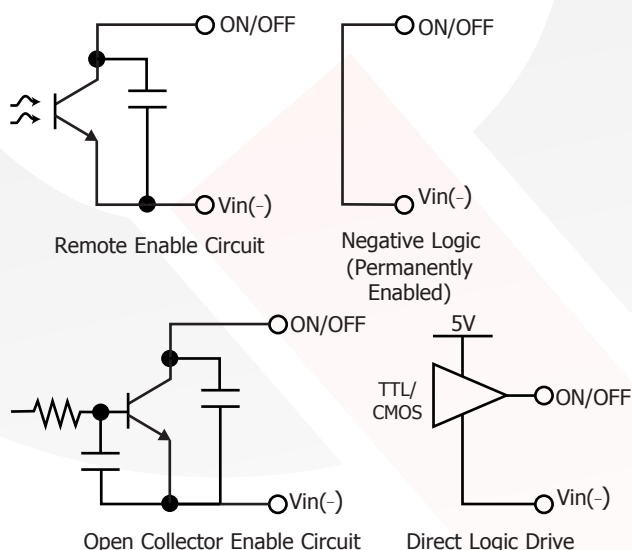 ON/OFF
Vin(-)
Remote Enable Circuit
ON/OFF
Vin(-)
Negative Logic
(Permanently
Enabled)
ON/OFF
Vin(-)
Open Collector Enable Circuit
5V
TTL/
CMOS
ON/OFF
Vin(-)
Direct Logic Drive